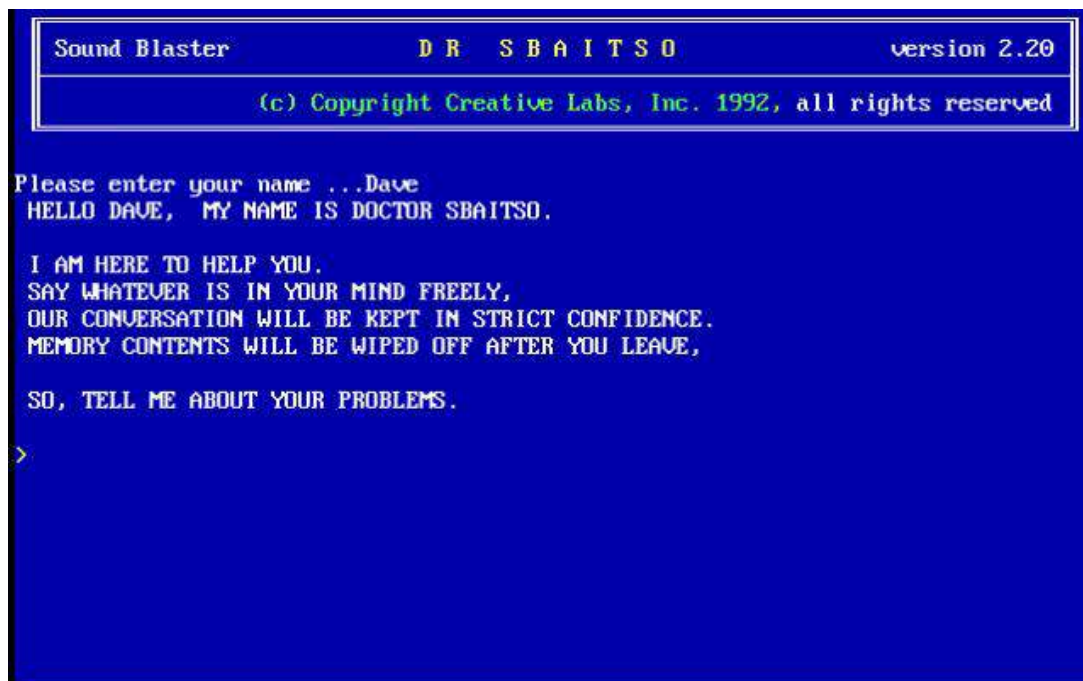 Sound Blaster D R S B A I T S O version 2.20
(c) Copyright Creative Labs, Inc. 1992, all rights reserved
Please enter your name ...Dave
HELLO DAVE, MY NAME IS DOCTOR SBAITSO.
I AM HERE TO HELP YOU.
SAY WHATEVER IS IN YOUR MIND FREELY,
OUR CONVERSATION WILL BE KEPT IN STRICT CONFIDENCE.
MEMORY CONTENTS WILL BE WIPED OFF AFTER YOU LEAVE,
SO, TELL ME ABOUT YOUR PROBLEMS.
>